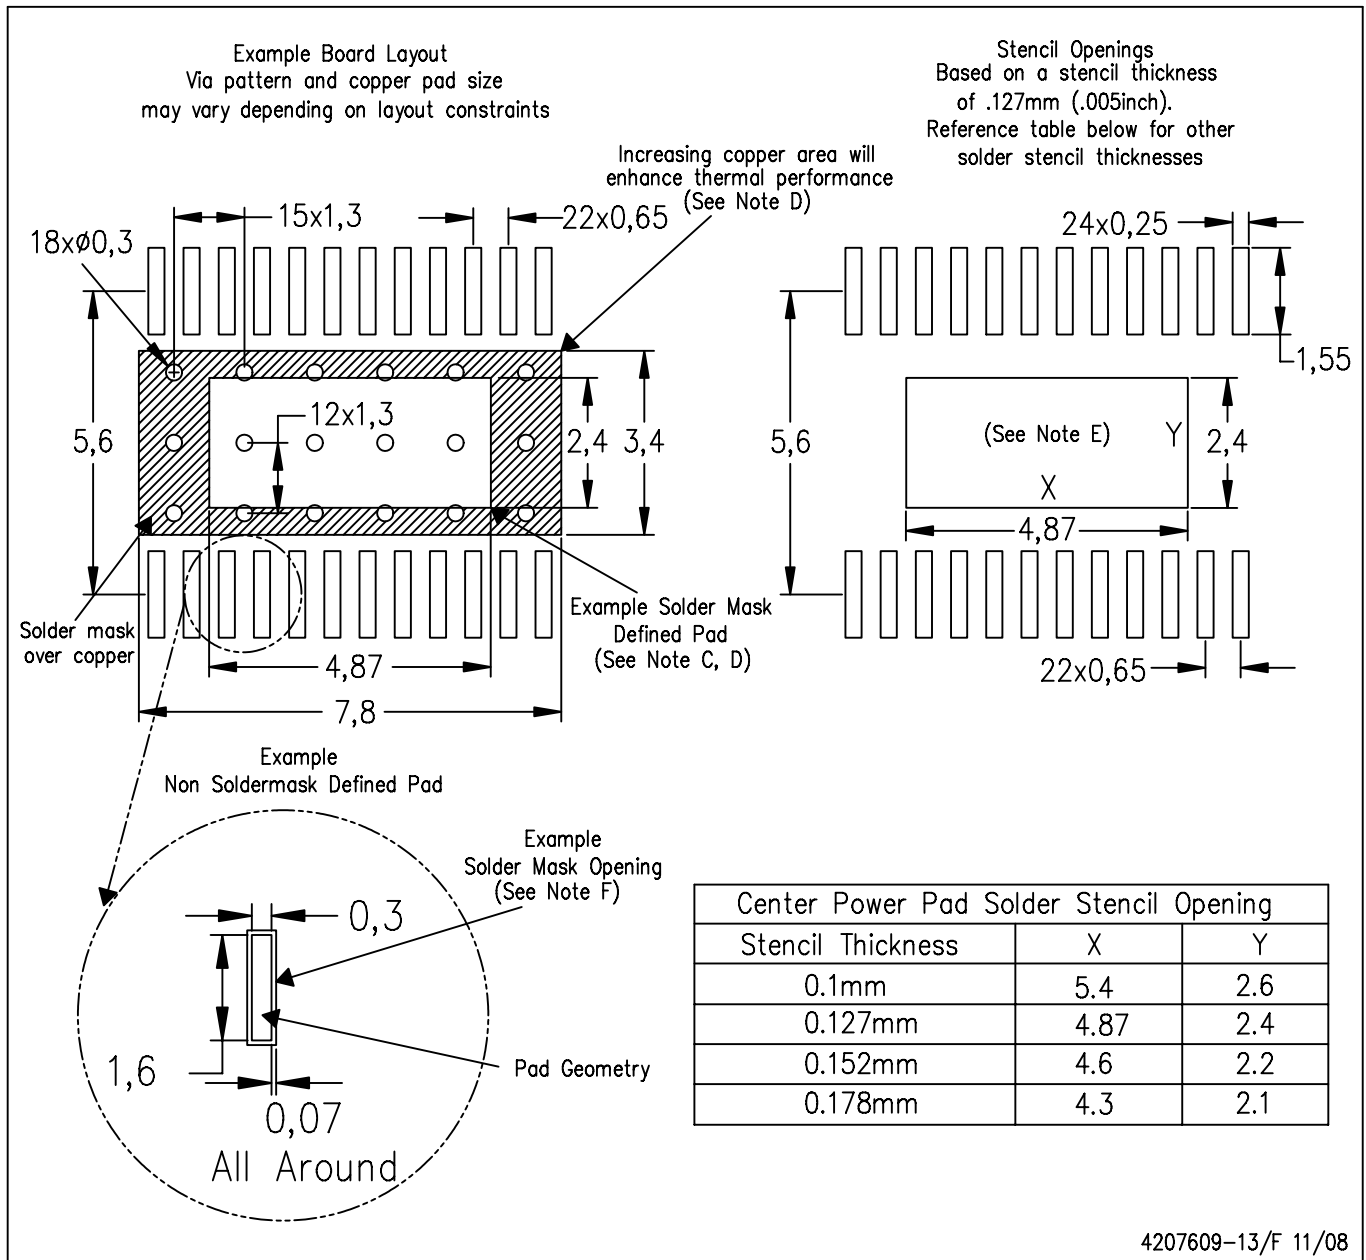 Example Board Layout
Via pattern and copper pad size
may vary depending on layout constraints
Stencil Openings
Based on a stencil thickness
of .127mm (.005inch).
Reference table below for other
solder stencil thicknesses
Increasing copper area will
enhance thermal performance
(See Note D)
15x1,3
22x0,65
18xø0,3
5,6
12x1,3
2,4
3,4
Solder mask
over copper
Example Solder Mask
Defined Pad
(See Note C, D)
4,87
7,8
24x0,25
1,55
5,6
(See Note E)
Y
X
2,4
4,87
22x0,65
Example
Non Soldermask Defined Pad
Example
Solder Mask Opening
(See Note F)
0,3
1,6
Pad Geometry
0,07
All Around
Center Power Pad Solder Stencil Opening
Stencil Thickness X Y
0.1mm 5.4 2.6
0.127mm 4.87 2.4
0.152mm 4.6 2.2
0.178mm 4.3 2.1
4207609-13/F 11/08